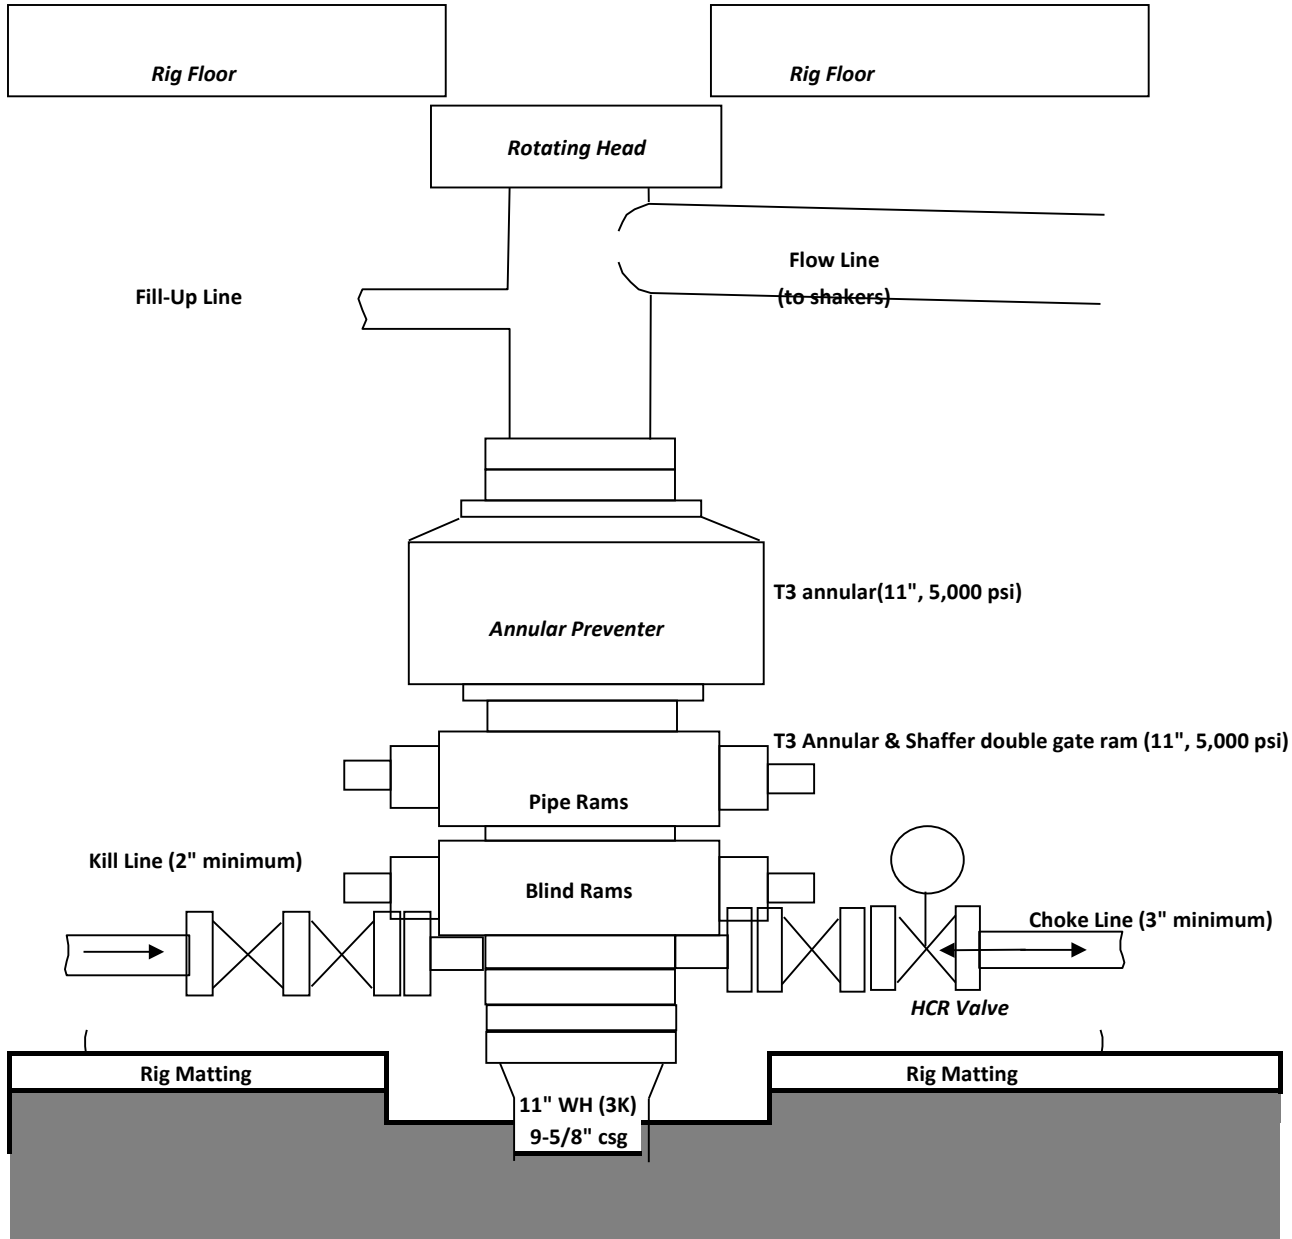 Rig Floor
Rig Floor
Rotating Head
Flow Line
(to shakers)
Fill-Up Line
T3 annular(11", 5,000 psi)
Annular Preventer
T3 Annular & Shaffer double gate ram (11", 5,000 psi)
Pipe Rams
Kill Line (2" minimum)
Blind Rams
Choke Line (3" minimum)
HCR Valve
Rig Matting
Rig Matting
11" WH (3K)
9-5/8" csg